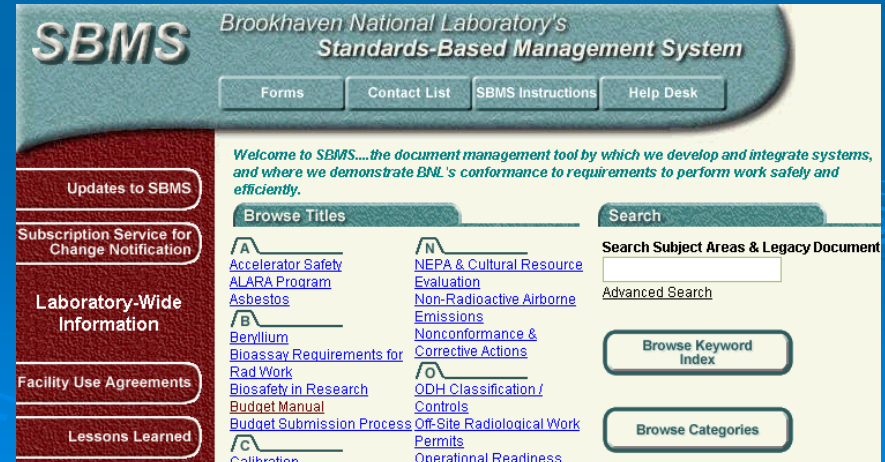 SBMS
Brookhaven National Laboratory's
Standards-Based Management System
Forms
Contact List
SBMS Instructions
Help Desk
Welcome to SBMS....the document management tool by which we develop and integrate systems,
and where we demonstrate BNL's conformance to requirements to perform work safely and
efficiently.
Updates to SBMS
Subscription Service for
Change Notification
Laboratory-Wide
Information
Facility Use Agreements
Lessons Learned
Browse Titles
A
Accelerator Safety
ALARA Program
Asbestos
B
Beryllium
Bioassay Requirements for
Rad Work
Biosafety in Research
Budget Manual
Budget Submission Process
C
Calibration
N
NEPA & Cultural Resource
Evaluation
Non-Radioactive Airborne
Emissions
Nonconformance &
Corrective Actions
O
ODH Classification /
Controls
Off-Site Radiological Work
Permits
Operational Readiness
Search
Search Subject Areas & Legacy Document
Advanced Search
Browse Keyword
Index
Browse Categories